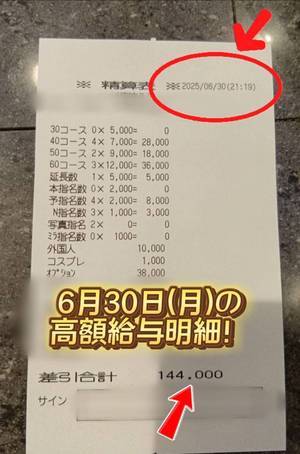 ※ 精算表 ※2025/06/30(21:19)
30コース 0× 5,000= 0
40コース 4× 7,000= 28,000
50コース 2× 9,000= 18,000
60コース 3×12,000= 36,000
延長数 1× 5,000= 5,000
本指名数 0× 2,000= 0
予指名数 4× 2,000= 8,000
N指名数 3× 1,000= 3,000
写真指名 2× 0= 0
ミラ指名数 0× 1000= 0
外国人 10,000
コスプレ 1,000
オプション 38,000
6月30日(月)の
高額給与明細!
差引合計 144,000
サイン